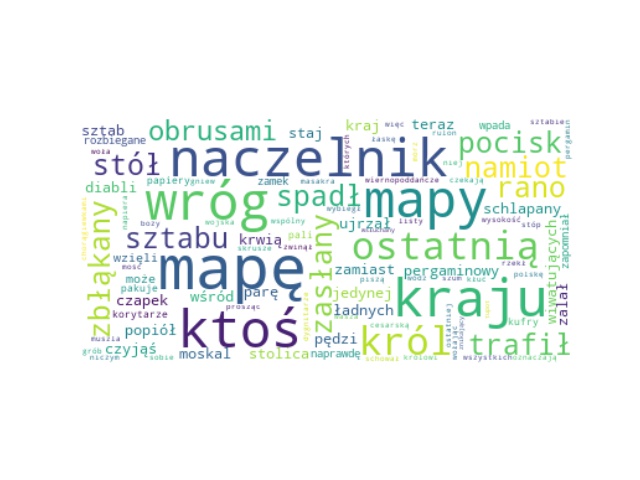 sztab obrusami staj kraj więc teraz wpada sztabie
rozbiegane naczelnik których łaskę niej pocisk pergamin
woła stół namiot
diabli papiery gniew zamek masakra wiernopoddańcze czekają rano
wróg spadł mapy schlapany
zbłąkany napiera bozy wojska wspólny wybiegł ujrzał listy wysokość stóp
sztabu krwią pali zasłany ostatnią wiwatujących zapomniał
wzięli mość mapę skrusze zwinął zamiast pergaminowy rzeki polskę
może piszą szum
pakuje wśród parę jedynej kraju
czapek prosząc ładnych zalał
korytarze ktoś cesarską kufry
popiół pędzi król trafił
muszla
grób czyjąś moskal stolica naprawdę wszystkich oznaczają
niczym sobie królowi